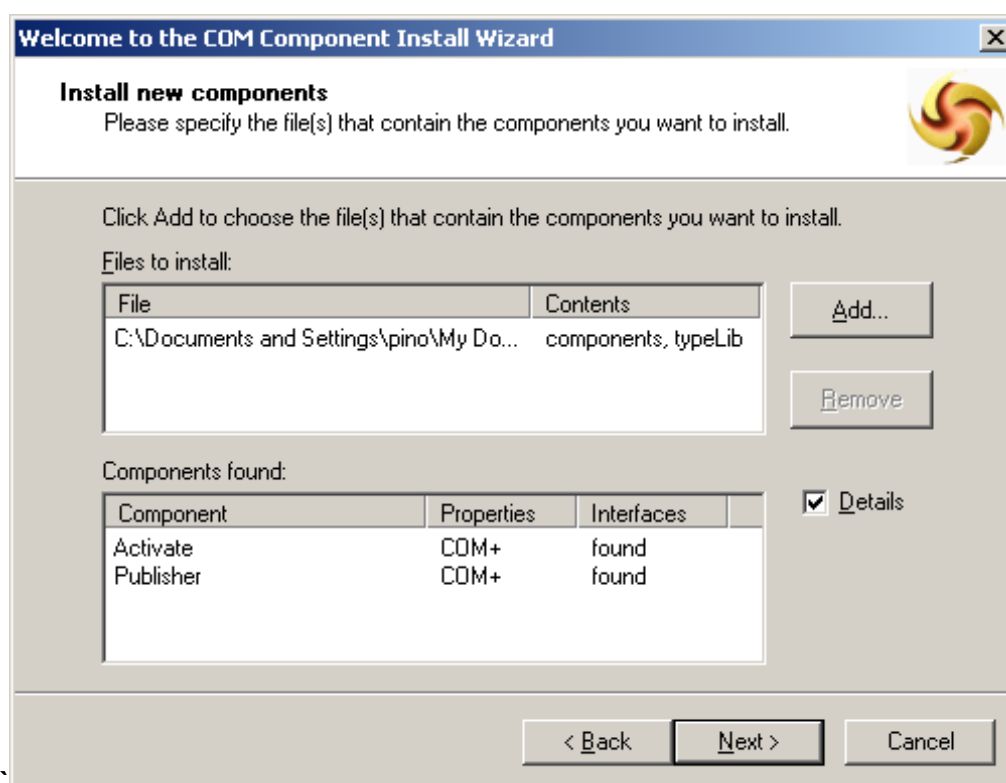 Welcome to the COM Component Install Wizard
Install new components
Please specify the file(s) that contain the components you want to install.
Click Add to choose the file(s) that contain the components you want to install.
Files to install:
File Contents
C:\Documents and Settings\pino\My Do... components, typeLib
Add...
Remove
Components found:
Component Properties Interfaces
Activate COM+ found
Publisher COM+ found
Details
< Back Next > Cancel
`